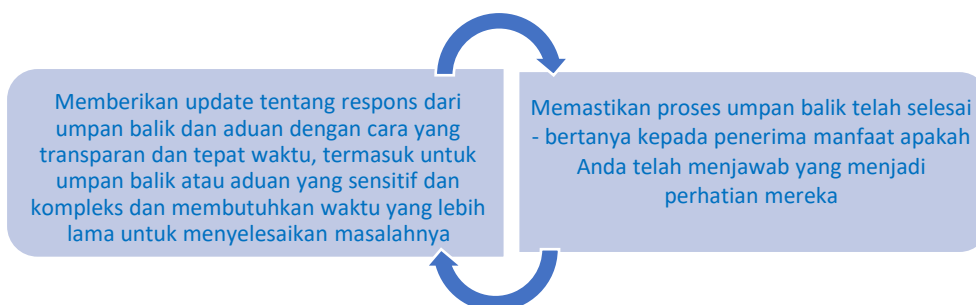 Memberikan update tentang respons dari
umpan balik dan aduan dengan cara yang
transparan dan tepat waktu, termasuk untuk
umpan balik atau aduan yang sensitif dan
kompleks dan membutuhkan waktu yang lebih
lama untuk menyelesaikan masalahnya
Memastikan proses umpan balik telah selesai
- bertanya kepada penerima manfaat apakah
Anda telah menjawab yang menjadi
perhatian mereka